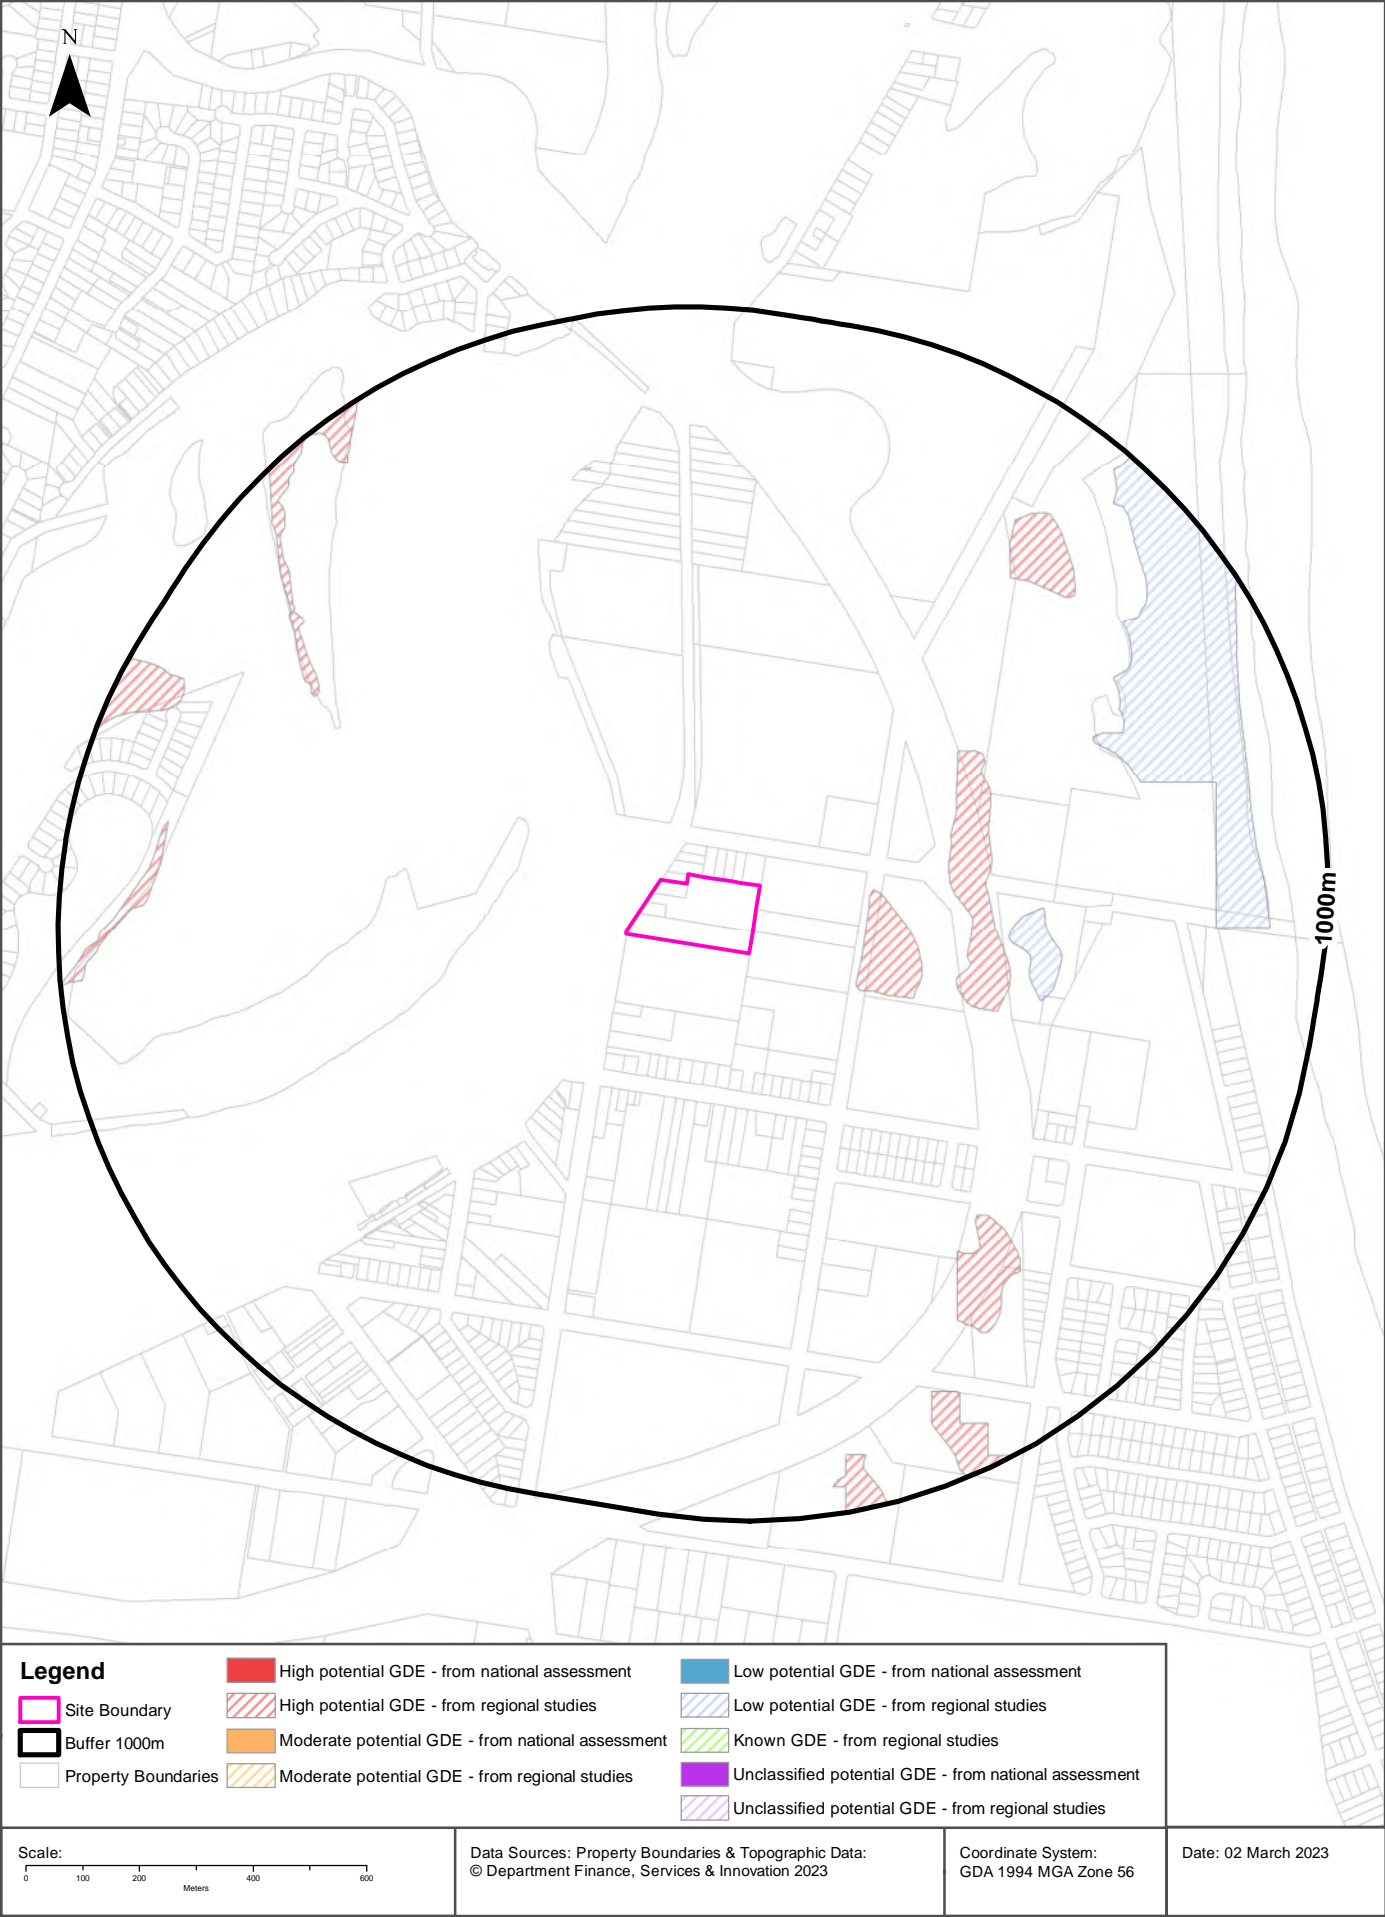 N
1000m
Legend
Site Boundary
Buffer 1000m
Property Boundaries
High potential GDE - from national assessment
High potential GDE - from regional studies
Moderate potential GDE - from national assessment
Moderate potential GDE - from regional studies
Low potential GDE - from national assessment
Low potential GDE - from regional studies
Known GDE - from regional studies
Unclassified potential GDE - from national assessment
Unclassified potential GDE - from regional studies
Scale:
0 100 200 400 600
Meters
Data Sources: Property Boundaries & Topographic Data:
© Department Finance, Services & Innovation 2023
Coordinate System:
GDA 1994 MGA Zone 56
Date: 02 March 2023